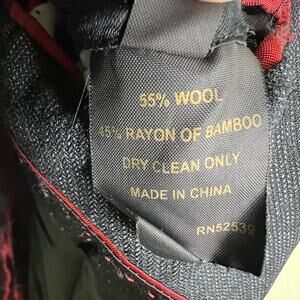 55% WOOL
45% RAYON OF BAMBOO
DRY CLEAN ONLY
MADE IN CHINA
RN52539